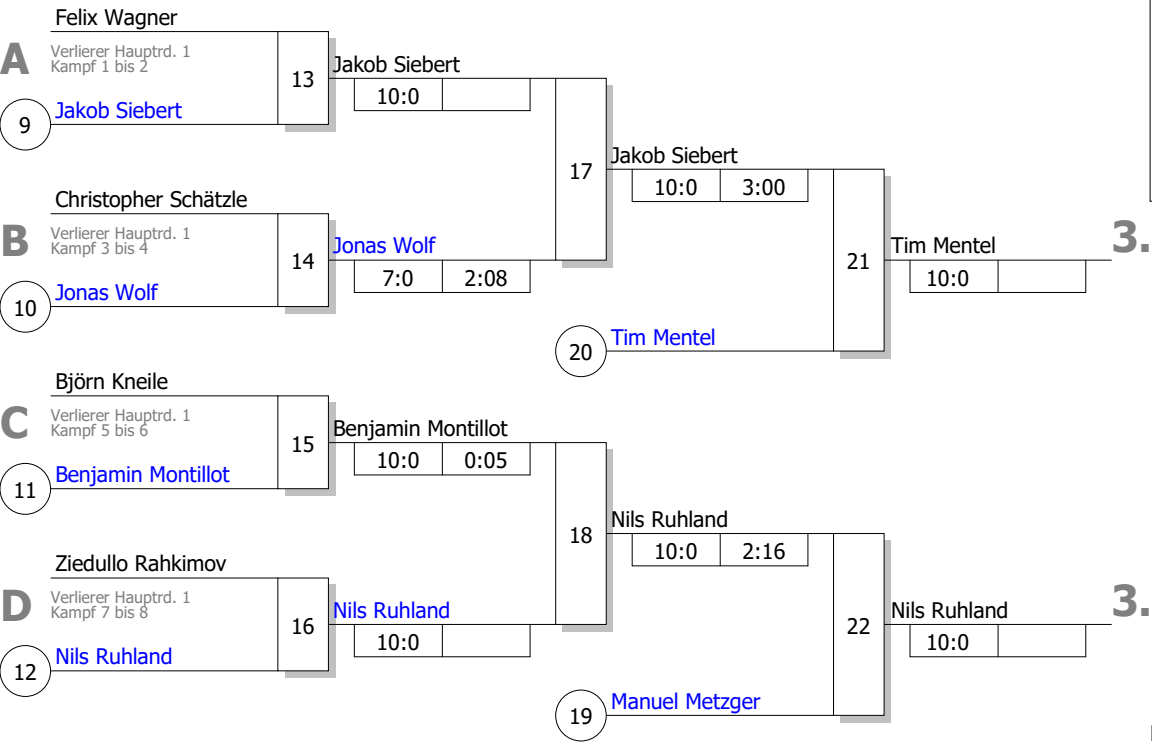 Felix Wagner
A
Verlierer Hauptrd. 1
Kampf 1 bis 2
13
Jakob Siebert
10:0
9
Jakob Siebert
17
Jakob Siebert
10:0 3:00
Christopher Schätzle
B
Verlierer Hauptrd. 1
Kampf 3 bis 4
14
Jonas Wolf
7:0 2:08
10
Jonas Wolf
21
Tim Mentel
10:0
3.
20
Tim Mentel
Björn Kneile
C
Verlierer Hauptrd. 1
Kampf 5 bis 6
15
Benjamin Montillot
10:0 0:05
11
Benjamin Montillot
18
Nils Ruhland
10:0 2:16
Ziedullo Rahkimov
D
Verlierer Hauptrd. 1
Kampf 7 bis 8
16
Nils Ruhland
10:0
12
Nils Ruhland
22
Nils Ruhland
10:0
3.
19
Manuel Metzger